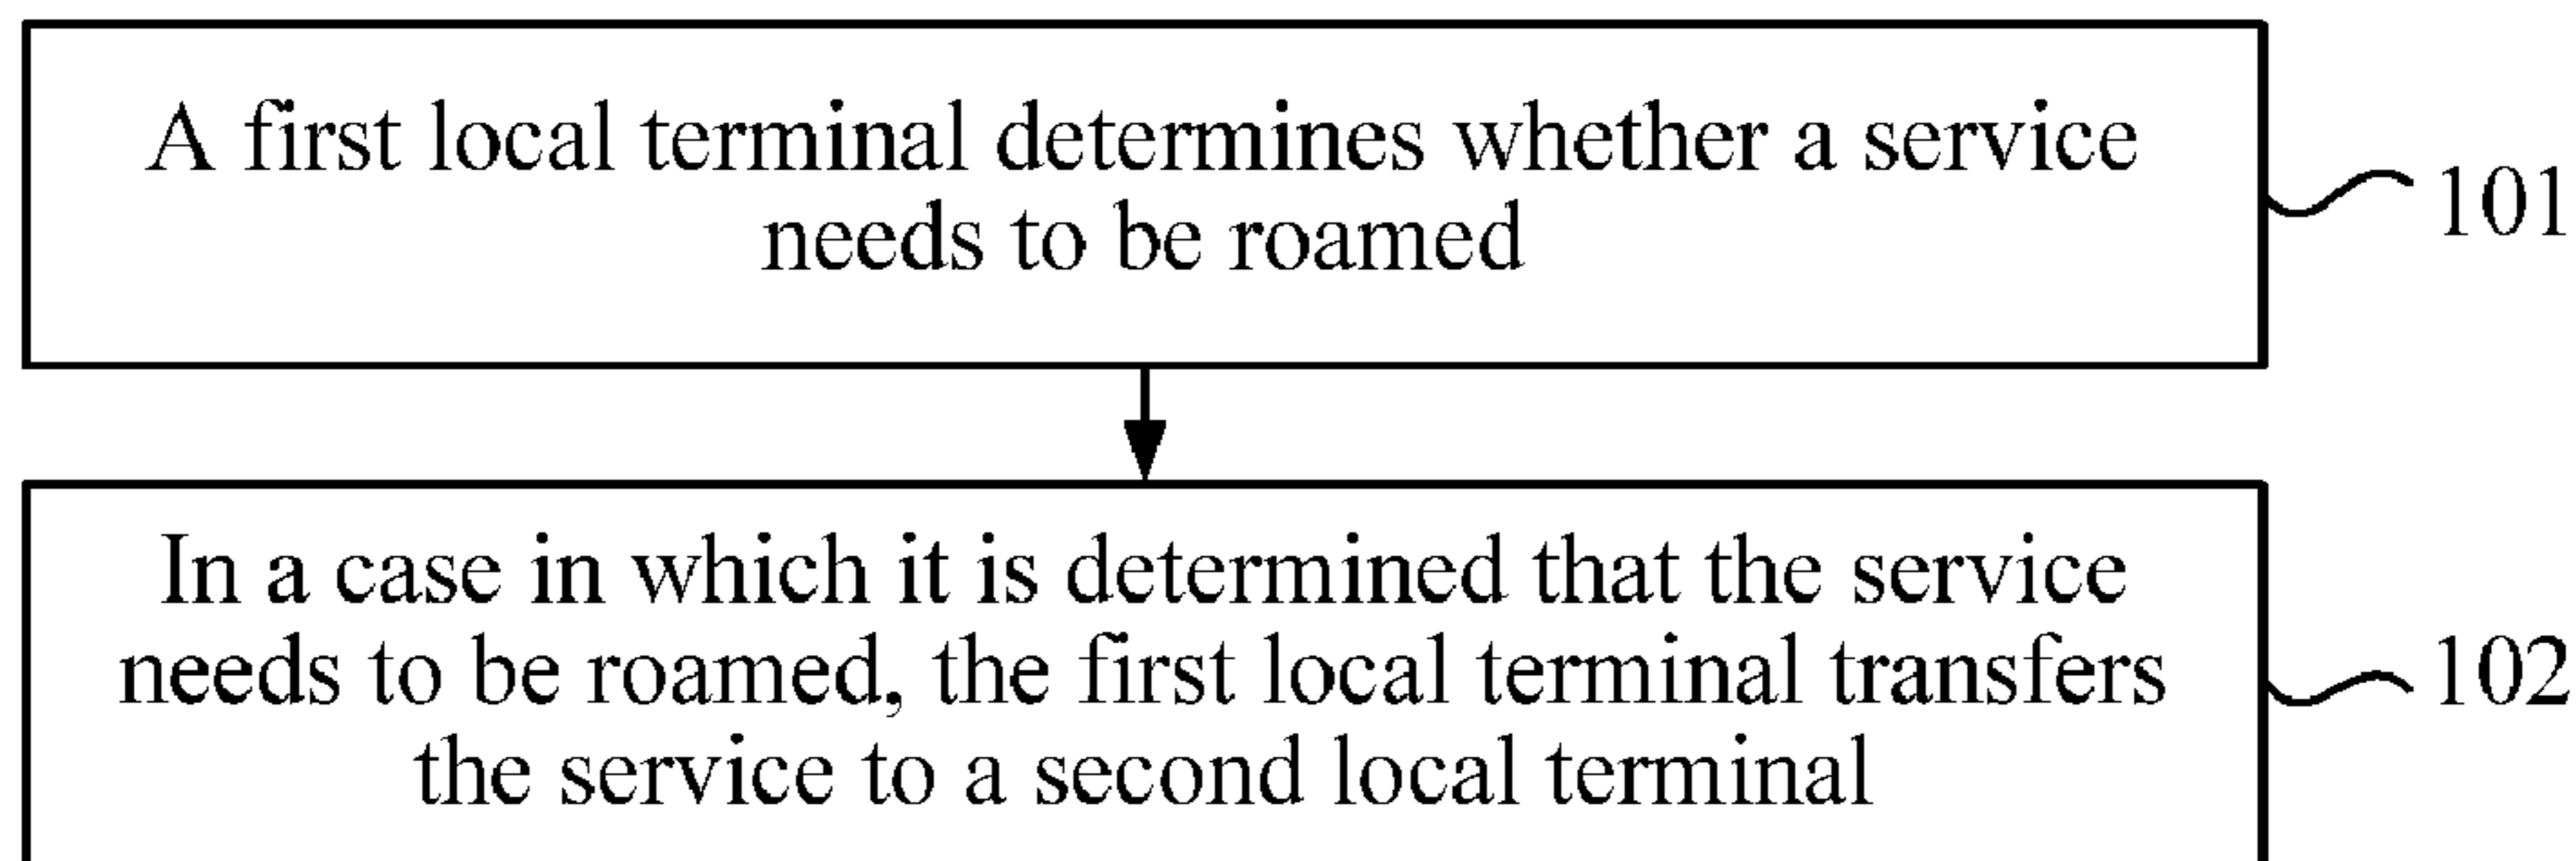 A first local terminal determines whether a service
needs to be roamed
101
In a case in which it is determined that the service
needs to be roamed, the first local terminal transfers
the service to a second local terminal
102